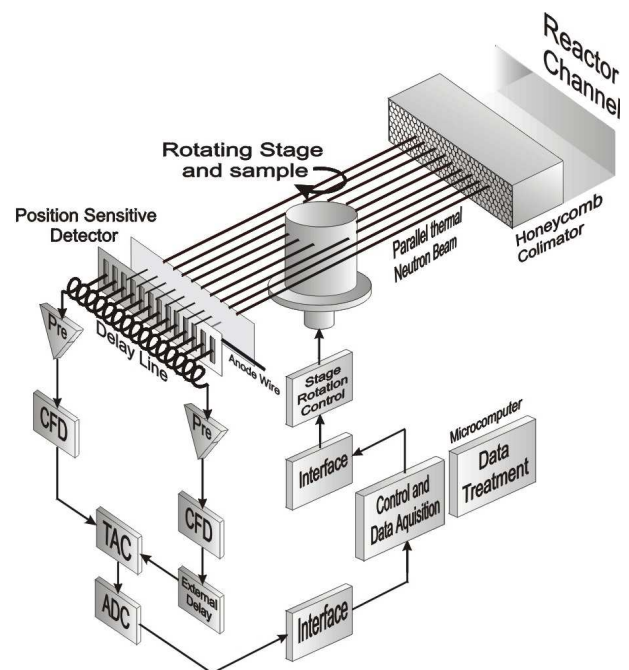 Reactor
Channel
Rotating Stage
and sample
Honeycomb
Colimator
Parallel thermal
Neutron Beam
Position Sensitive
Detector
Delay Line
Anode Wire
Pre
Pre
CFD
CFD
Stage
Rotation
Control
Microcomputer
Interface
Control and
Data Aquisition
Data
Treatment
TAC
External
Delay
ADC
Interface